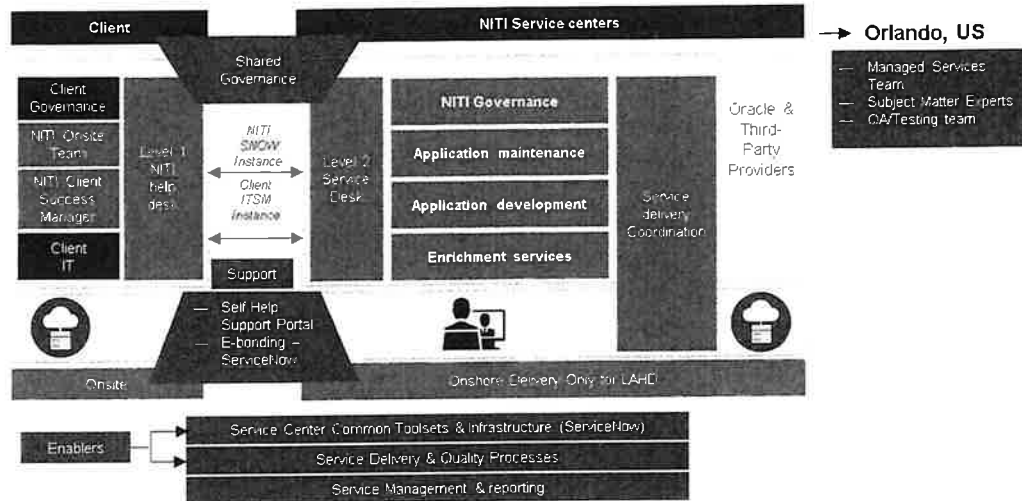 Client
NITI Service centers
Orlando, US
Shared
Governance
— Managed Services
Team
— Subject Matter Experts
— QA/Testing team
Client
Governance
NITI Onsite
Team
NITI Client
Success
Manager
Client
IT
Level 1
NITI
help
desk
NITI
SNOW
Instance
Client
ITSM
Instance
Level 2
Service
Desk
NITI Governance
Application maintenance
Application development
Enrichment services
Service
delivery
Coordination
Oracle &
Third-
Party
Providers
Support
— Self Help
Support Portal
— E-bonding –
ServiceNow
Onsite
Onshore Delivery Only for LAHD
Enablers
Service Center Common Toolsets & Infrastructure (ServiceNow)
Service Delivery & Quality Processes
Service Management & reporting